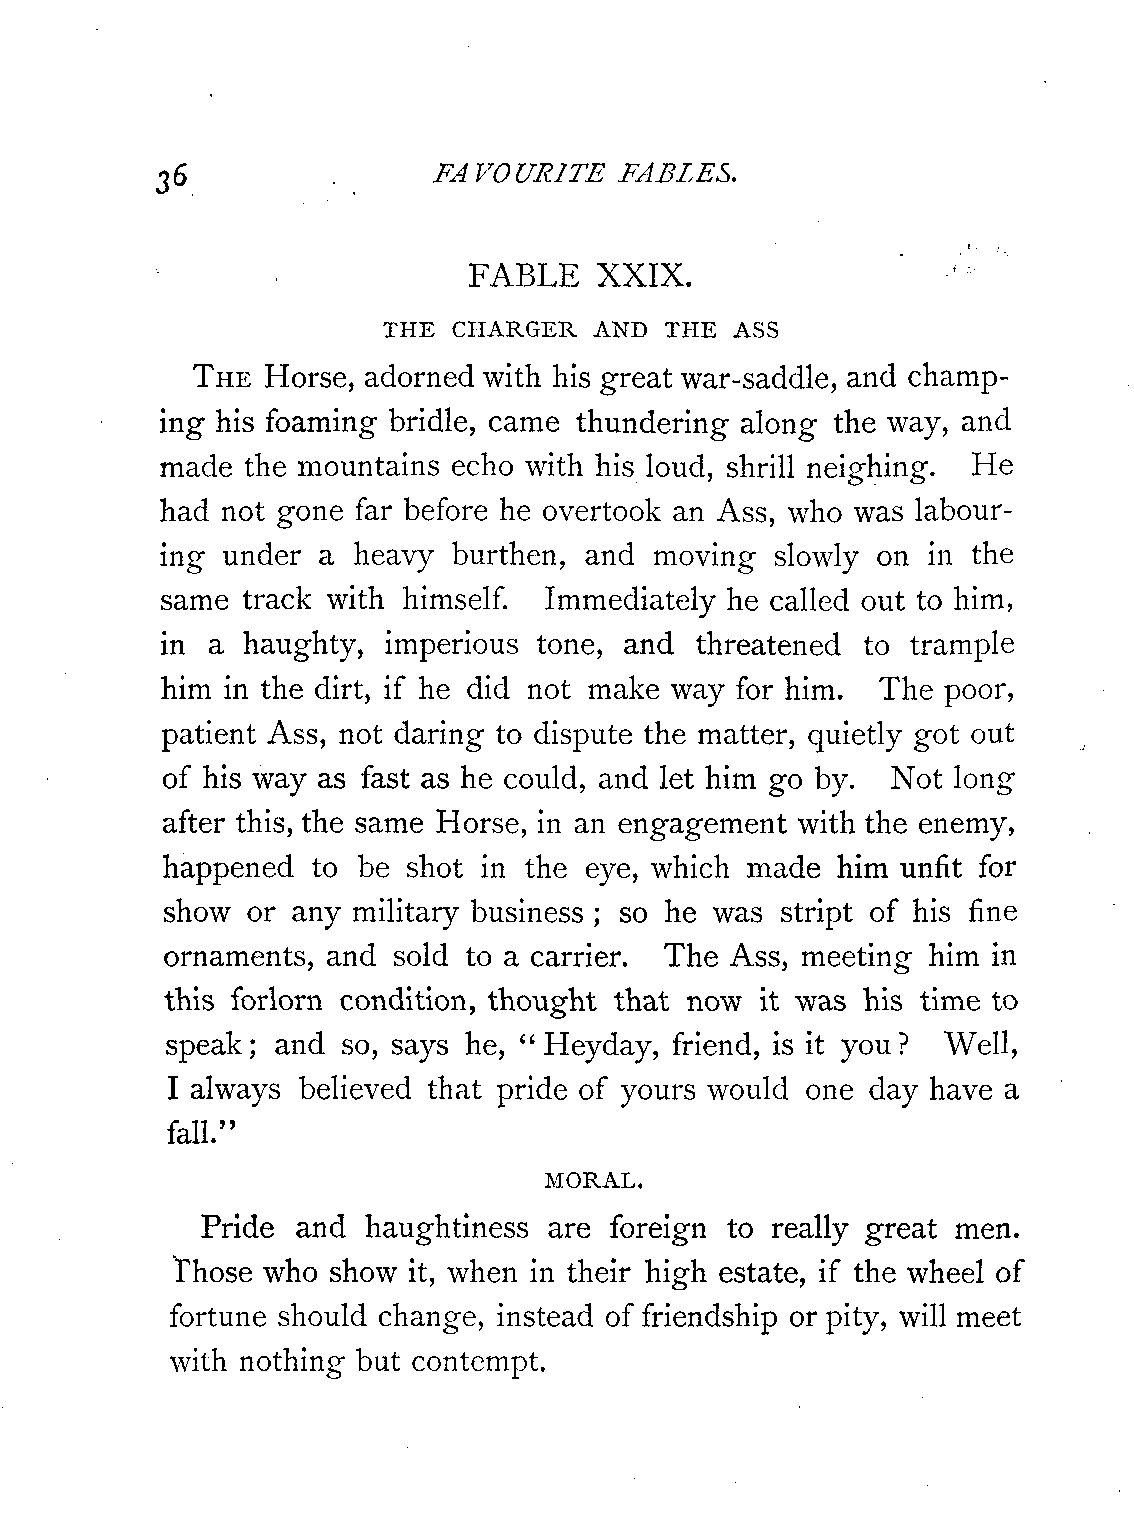 36 FAVOURITE FABLES.
FABLE XXIX.
THE CHARGER AND THE ASS
THE Horse, adorned with his great war-saddle, and champ-
ing his foaming bridle, came thundering along the way, and
made the mountains echo with his loud, shrill neighing. He
had not gone far before he overtook an Ass, who was labour-
ing under a heavy burthen, and moving slowly on in the
same track with himself. Immediately he called out to him,
in a haughty, imperious tone, and threatened to trample
him in the dirt, if he did not make way for him. The poor,
patient Ass, not daring to dispute the matter, quietly got out
of his way as fast as he could, and let him go by. Not long
after this, the same Horse, in an engagement with the enemy,
happened to be shot in the eye, which made him unfit for
show or any military business ; so he was stript of his fine
ornaments, and sold to a carrier. The Ass, meeting him in
this forlorn condition, thought that now it was his time to
speak ; and so, says he, “ Heyday, friend, is it you ? Well,
I always believed that pride of yours would one day have a
fall.”
MORAL.
Pride and haughtiness are foreign to really great men.
Those who show it, when in their high estate, if the wheel of
fortune should change, instead of friendship or pity, will meet
with nothing but contempt.